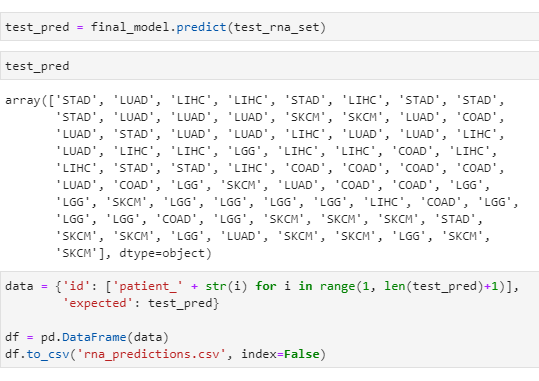 test_pred = final_model.predict(test_rna_set)
test_pred
array(['STAD', 'LUAD', 'LIHC', 'LIHC', 'STAD', 'LIHC', 'STAD', 'STAD',
'STAD', 'LUAD', 'LUAD', 'LUAD', 'SKCM', 'SKCM', 'LUAD', 'COAD',
'LUAD', 'STAD', 'LUAD', 'LUAD', 'LIHC', 'LUAD', 'LUAD', 'LIHC',
'LUAD', 'LIHC', 'LIHC', 'LGG', 'LIHC', 'LIHC', 'COAD', 'LIHC',
'LIHC', 'STAD', 'STAD', 'LIHC', 'COAD', 'COAD', 'COAD', 'COAD',
'LUAD', 'COAD', 'LGG', 'SKCM', 'LUAD', 'COAD', 'COAD', 'LGG',
'LGG', 'SKCM', 'LGG', 'LGG', 'LGG', 'LGG', 'LIHC', 'COAD', 'LGG',
'LGG', 'LGG', 'COAD', 'LGG', 'SKCM', 'SKCM', 'SKCM', 'STAD',
'SKCM', 'SKCM', 'LGG', 'LUAD', 'SKCM', 'SKCM', 'LGG', 'SKCM',
'SKCM'], dtype=object)
data = {'id': ['patient_' + str(i) for i in range(1, len(test_pred)+1)],
'expected': test_pred}
df = pd.DataFrame(data)
df.to_csv('rna_predictions.csv', index=False)